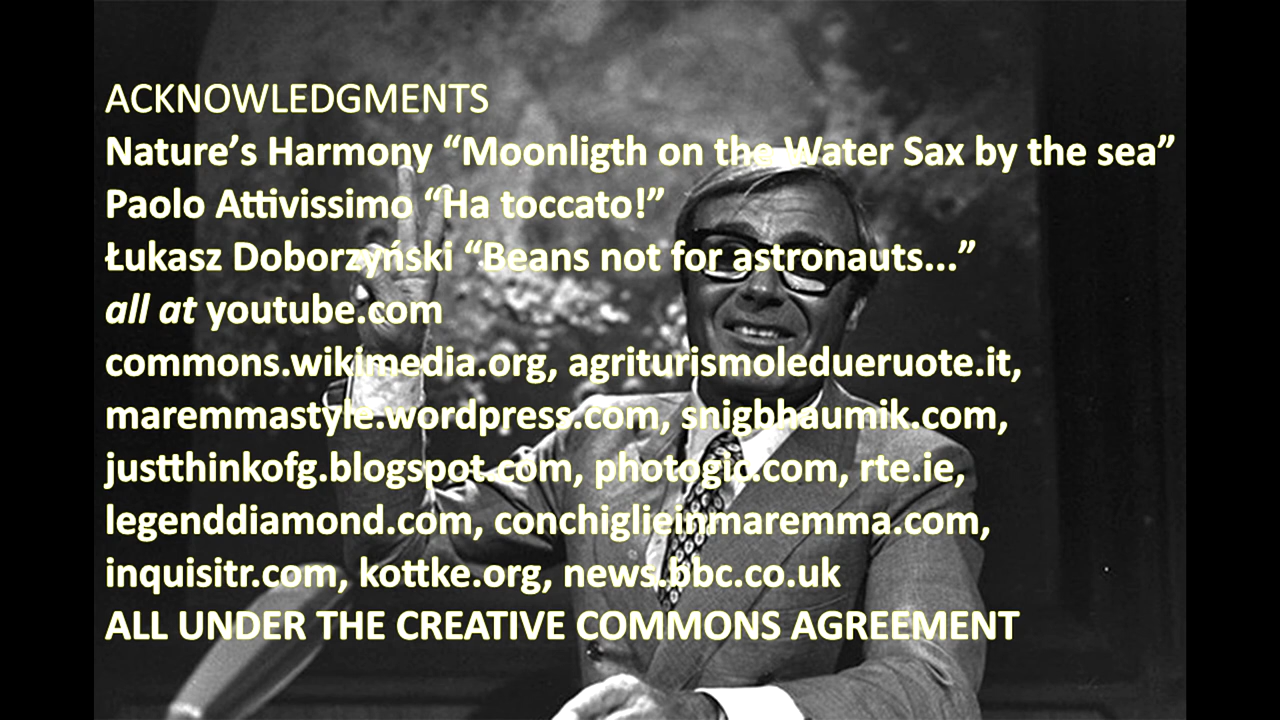 ACKNOWLEDGMENTS
Nature’s Harmony “Moonligth on the Water Sax by the sea”
Paolo Attivissimo “Ha toccato!”
Łukasz Doborzyński “Beans not for astronauts...”
all at youtube.com
commons.wikimedia.org, agriturismoledueruote.it,
maremmastyle.wordpress.com, snigbhaumik.com,
justthinkofg.blogspot.com, photogic.com, rte.ie,
legenddiamond.com, conchiglieinmaremma.com,
inquisitr.com, kottke.org, news.bbc.co.uk
ALL UNDER THE CREATIVE COMMONS AGREEMENT